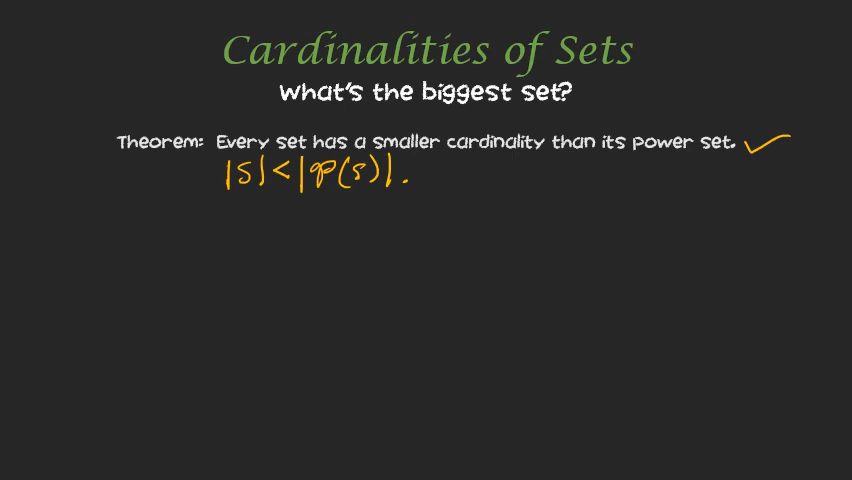 Cardinalities of Sets
What's the biggest set?
Theorem: Every set has a smaller cardinality than its power set. ✓
|S| < |𝒫(S)|.